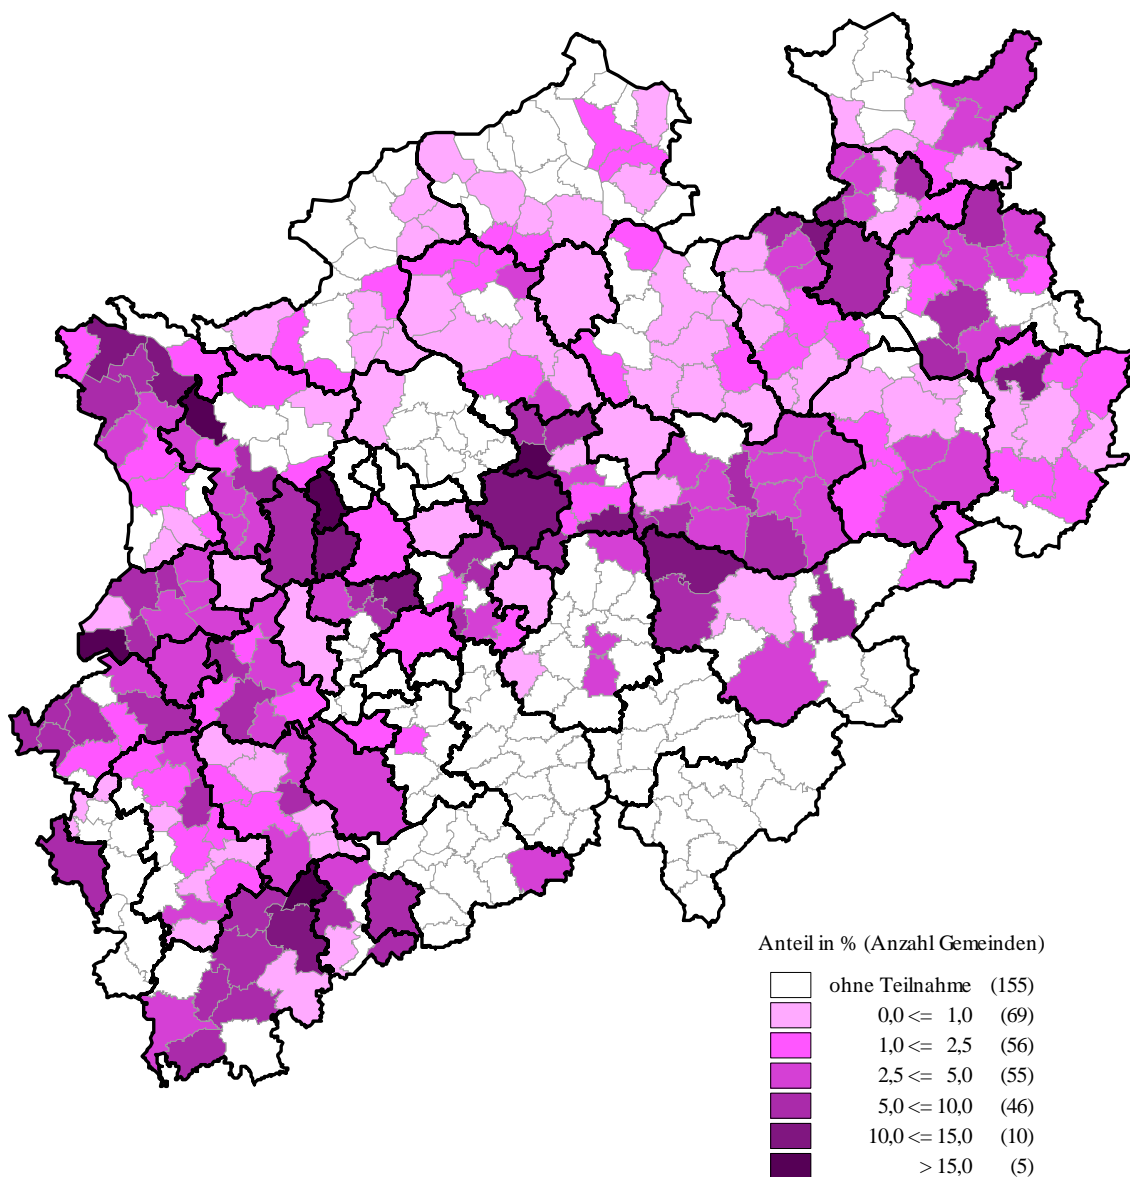 Anteil in % (Anzahl Gemeinden)
ohne Teilnahme (155)
0,0 <= 1,0 (69)
1,0 <= 2,5 (56)
2,5 <= 5,0 (55)
5,0 <= 10,0 (46)
10,0 <= 15,0 (10)
> 15,0 (5)